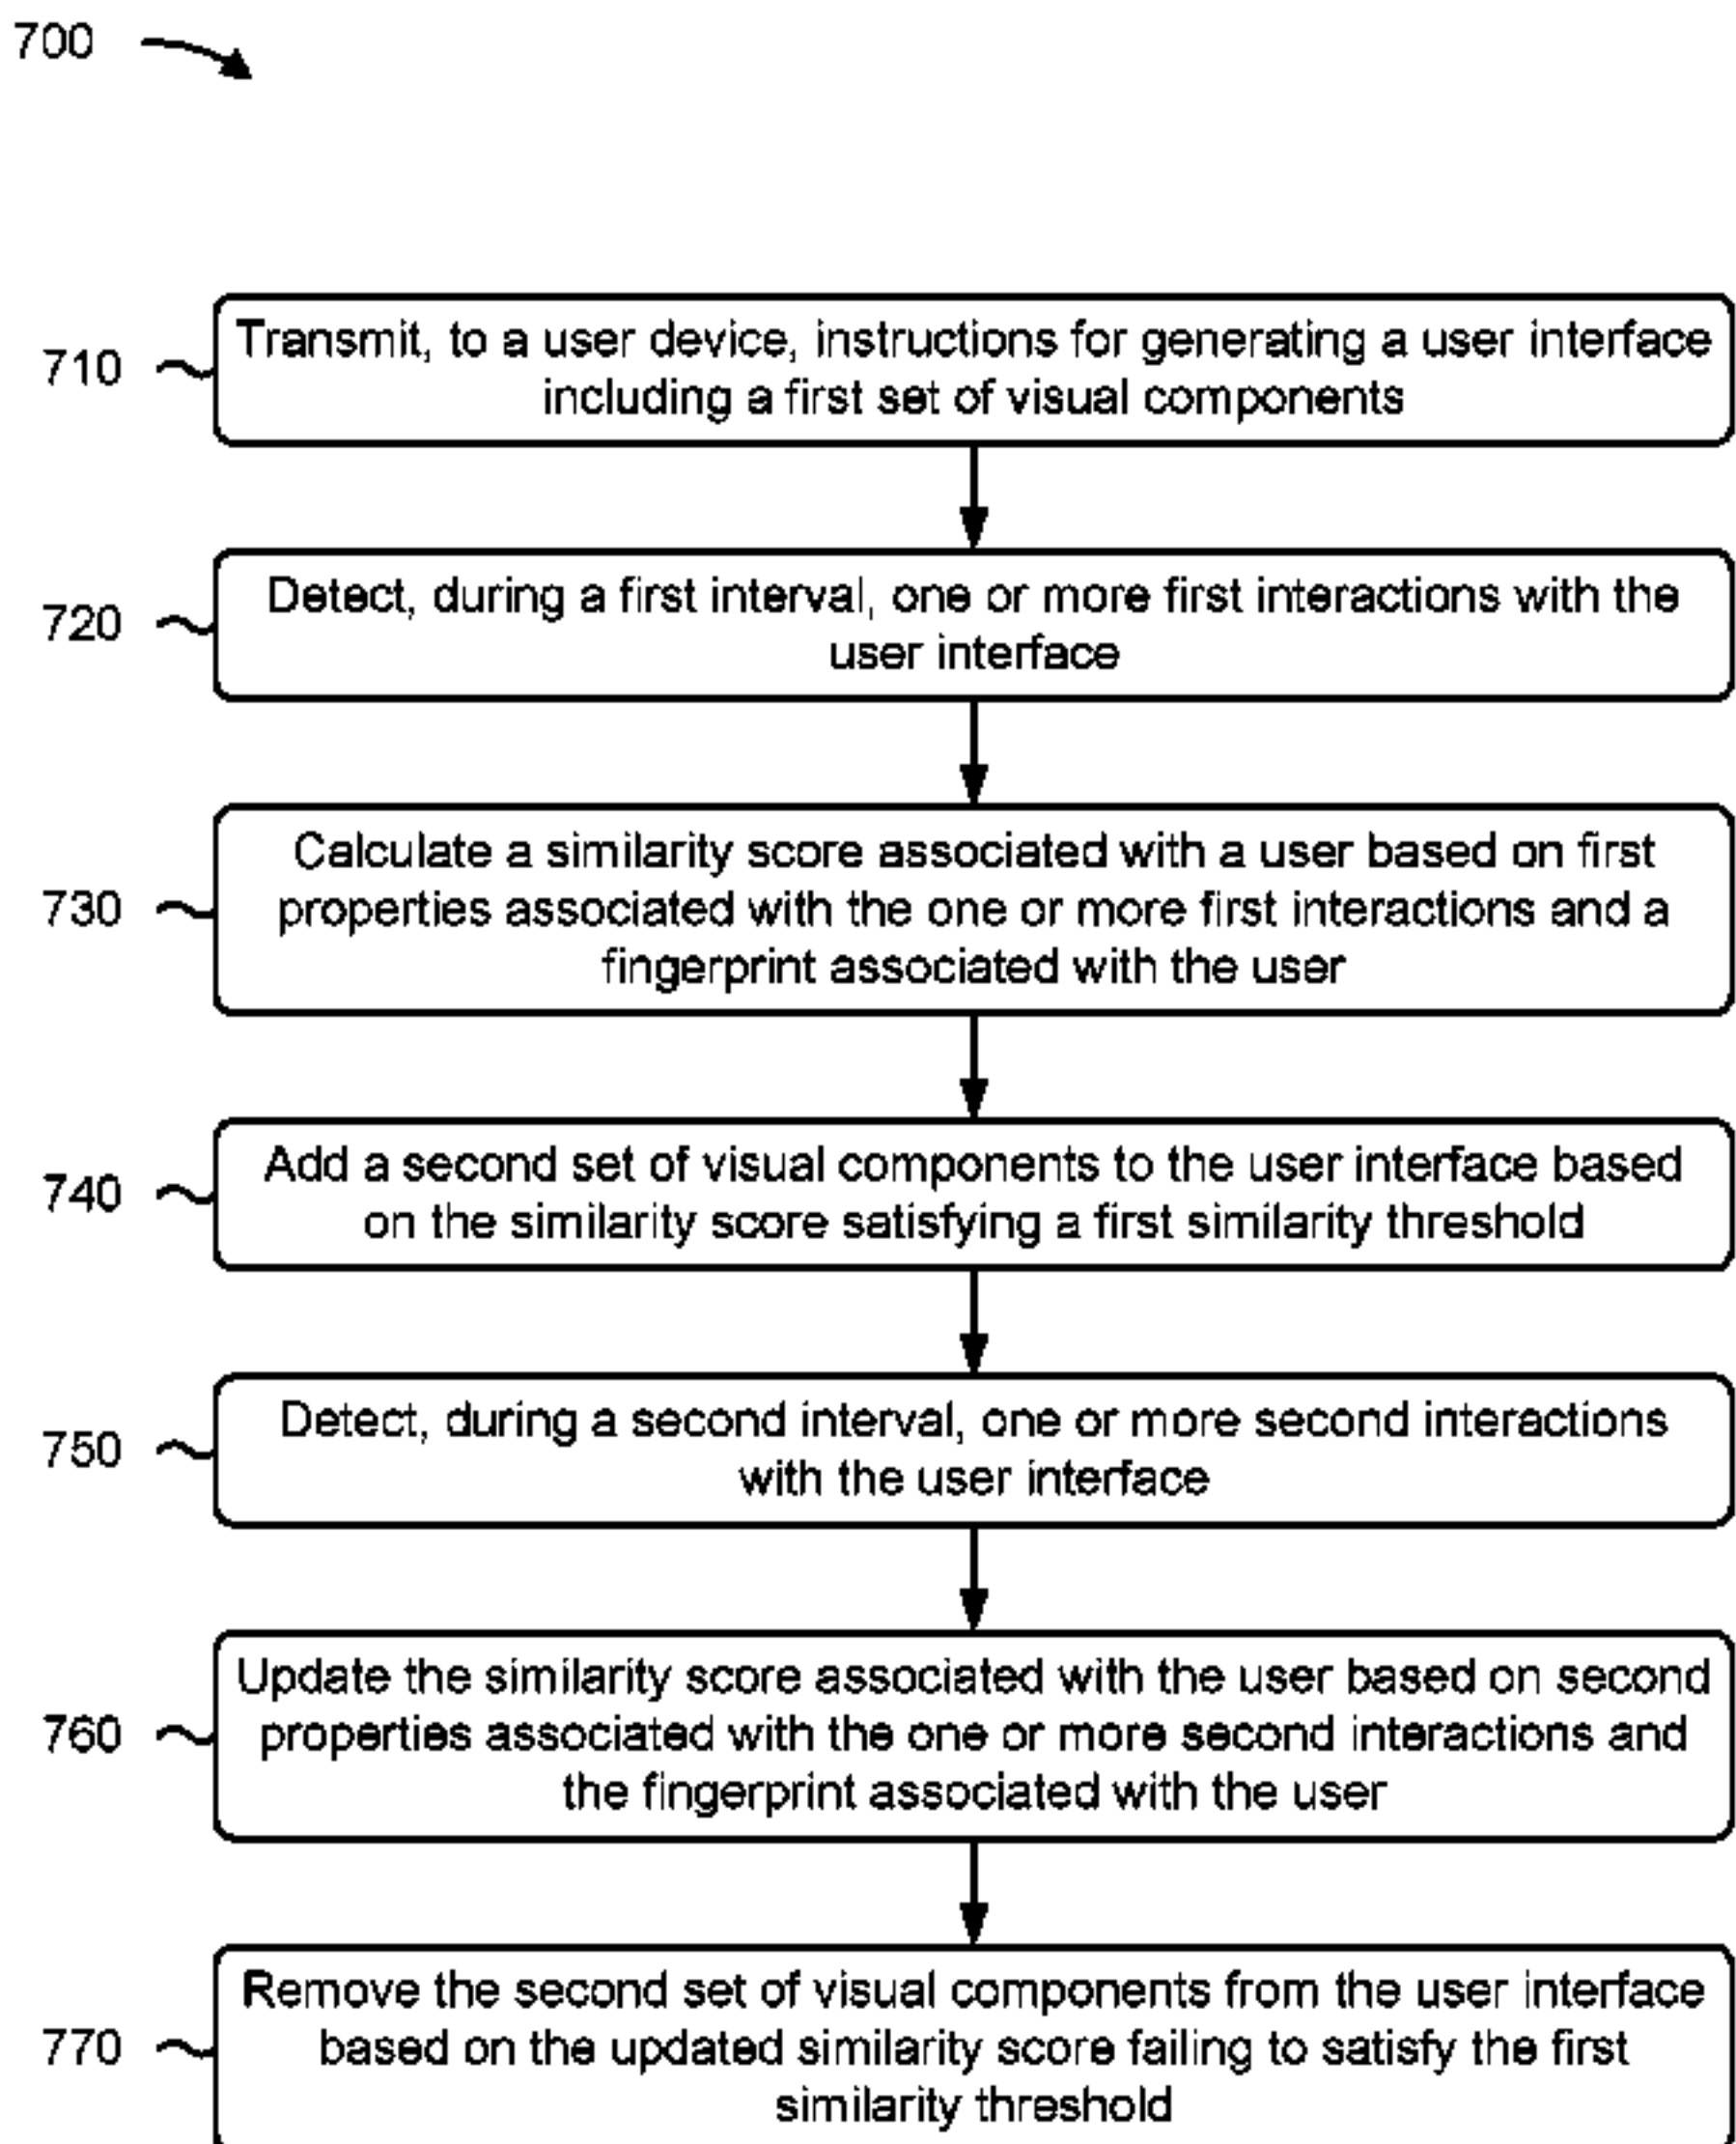 700
710
Transmit, to a user device, instructions for generating a user interface
including a first set of visual components
720
Detect, during a first interval, one or more first interactions with the
user interface
730
Calculate a similarity score associated with a user based on first
properties associated with the one or more first interactions and a
fingerprint associated with the user
740
Add a second set of visual components to the user interface based
on the similarity score satisfying a first similarity threshold
750
Detect, during a second interval, one or more second interactions
with the user interface
760
Update the similarity score associated with the user based on second
properties associated with the one or more second interactions and
the fingerprint associated with the user
770
Remove the second set of visual components from the user interface
based on the updated similarity score failing to satisfy the first
similarity threshold